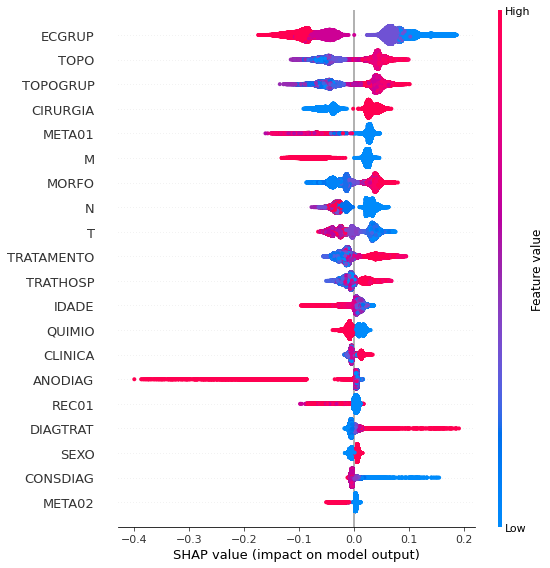 High
ECGRUP
TOPO
TOPOGRUP
CIRURGIA
META01
M
MORFO
N
T
TRATAMENTO
TRATHOSP
IDADE
QUIMIO
CLINICA
ANODIAG
REC01
DIAGTRAT
SEXO
CONSDIAG
META02
Low
Feature value
−0.4 −0.3 −0.2 −0.1 0.0 0.1 0.2
SHAP value (impact on model output)